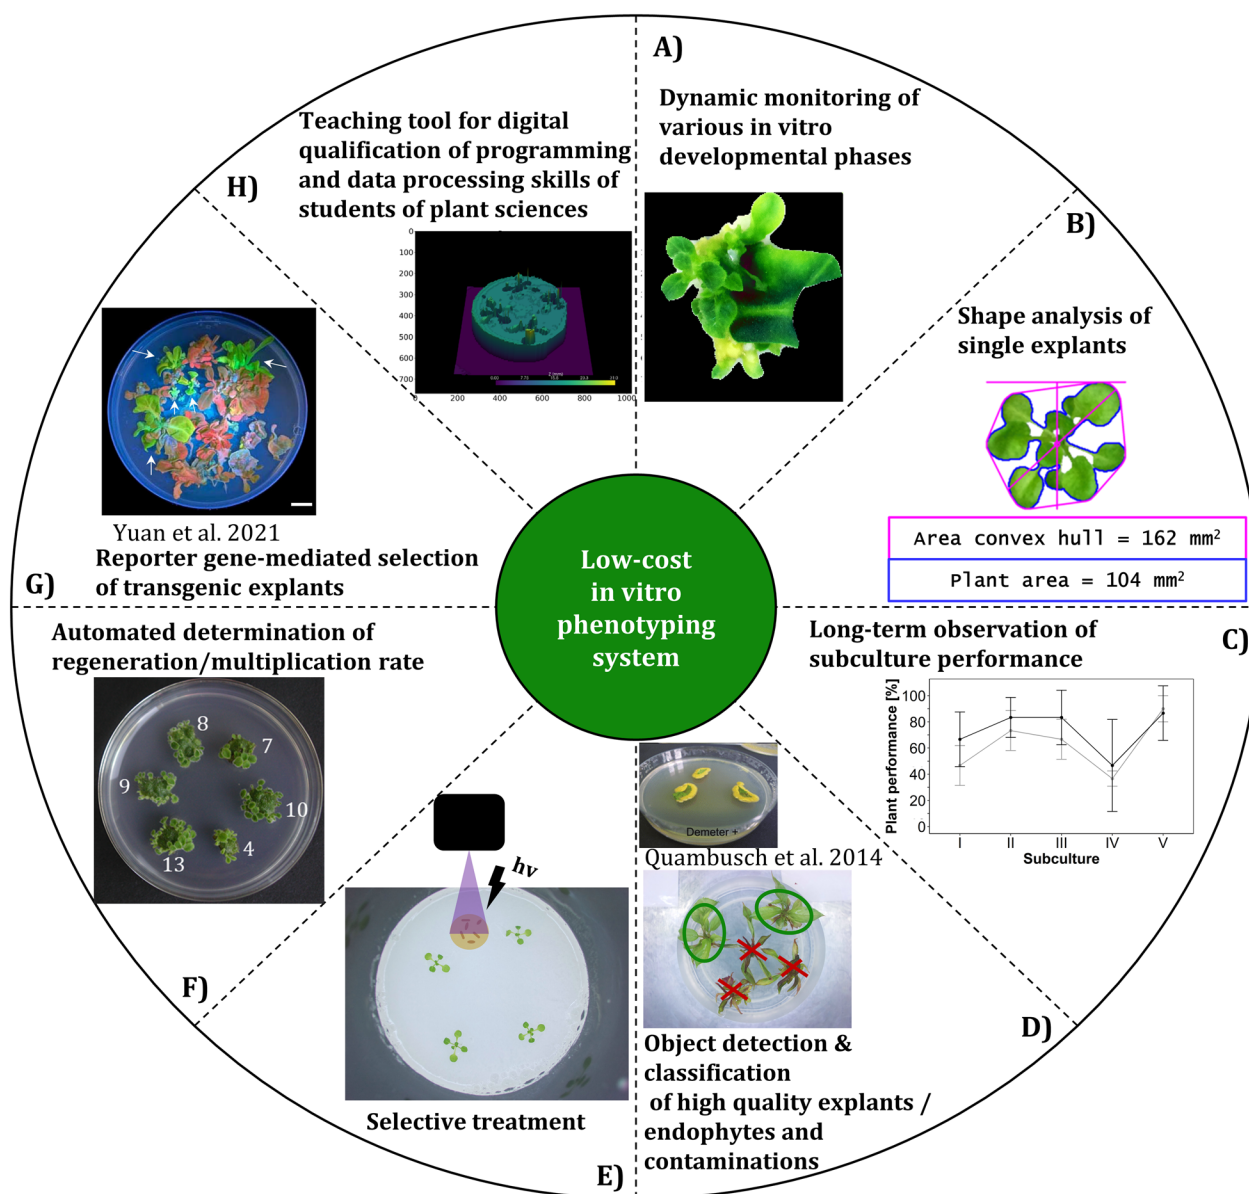 A)
Dynamic monitoring of
various in vitro
developmental phases
B)
Shape analysis of
single explants
Area convex hull = 162 mm²
Plant area = 104 mm²
C)
Long-term observation of
subculture performance
Plant performance [%]
100
80
60
40
20
0
I II III IV V
Subculture
D)
Demeter +
Quambusch et al. 2014
Object detection &
classification
of high quality explants /
endophytes and
contaminations
E)
hv
Selective treatment
F)
Automated determination of
regeneration/multiplication rate
8
7
9
10
13
4
G)
Yuan et al. 2021
Reporter gene-mediated selection
of transgenic explants
H)
Teaching tool for digital
qualification of programming
and data processing skills of
students of plant sciences
0
100
200
300
400
500
600
700
0 200 400 600 800 1000
Low-cost
in vitro
phenotyping
system